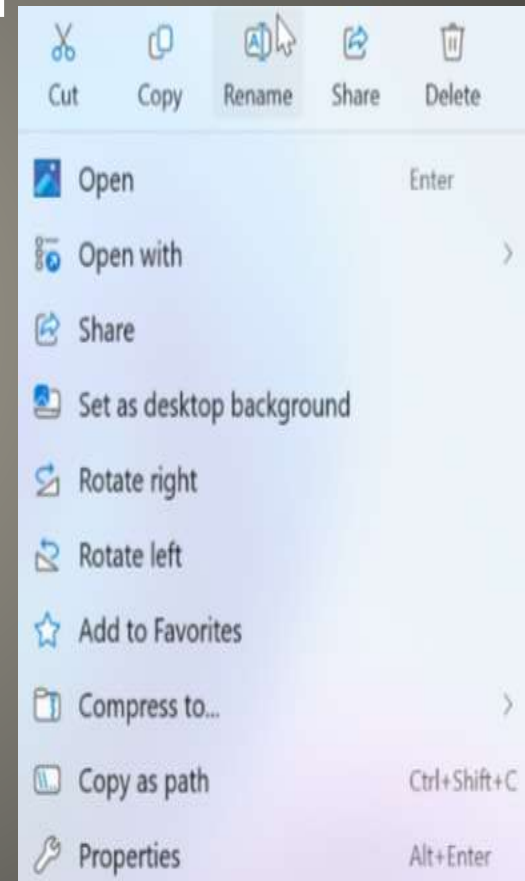 Cut Copy Rename Share Delete
Open Enter
Open with
Share
Set as desktop background
Rotate right
Rotate left
Add to Favorites
Compress to...
Copy as path Ctrl+Shift+C
Properties Alt+Enter